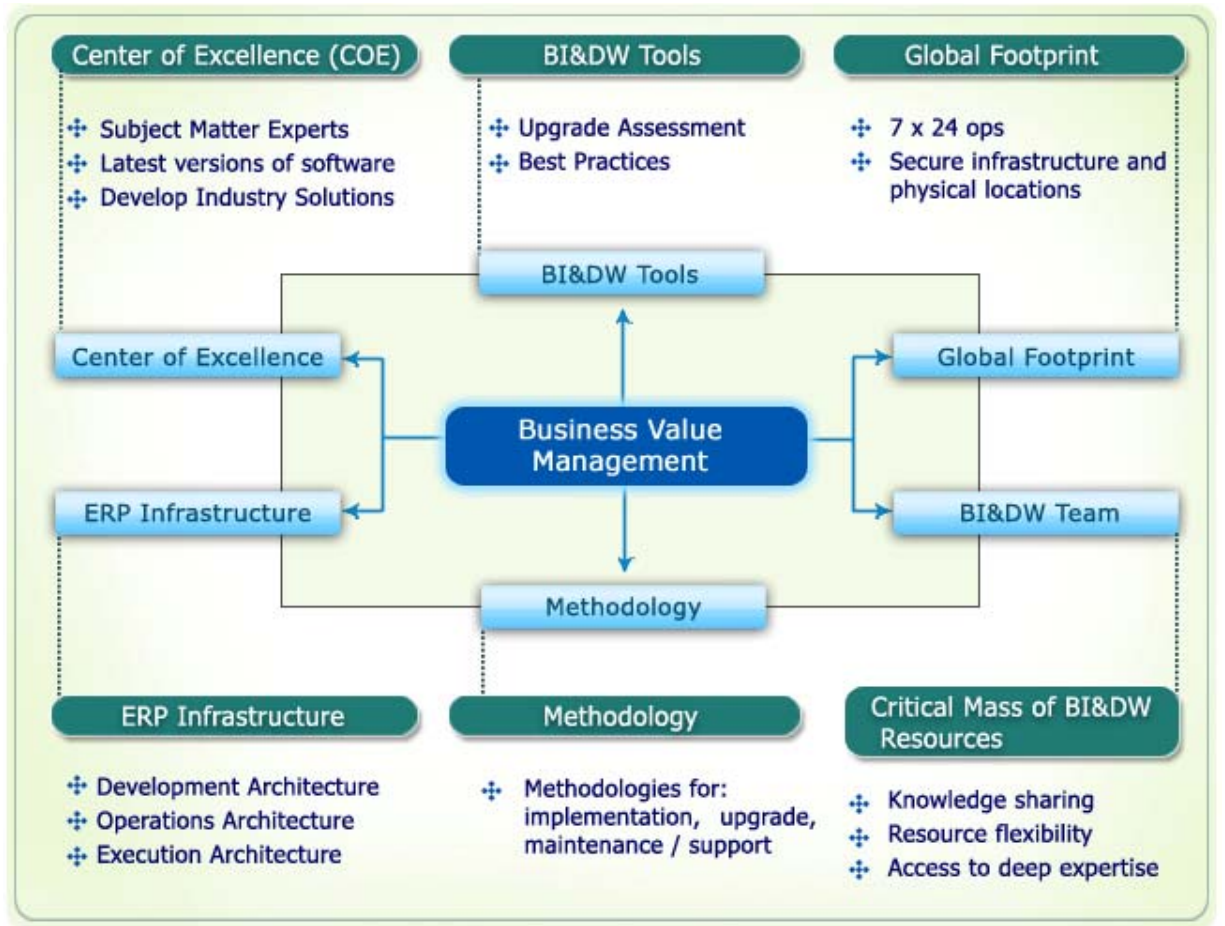 Center of Excellence (COE)
Subject Matter Experts
Latest versions of software
Develop Industry Solutions
BI&DW Tools
Upgrade Assessment
Best Practices
Global Footprint
7 x 24 ops
Secure infrastructure and
physical locations
BI&DW Tools
Center of Excellence
Global Footprint
Business Value
Management
ERP Infrastructure
BI&DW Team
Methodology
ERP Infrastructure
Development Architecture
Operations Architecture
Execution Architecture
Methodology
Methodologies for:
implementation, upgrade,
maintenance / support
Critical Mass of BI&DW
Resources
Knowledge sharing
Resource flexibility
Access to deep expertise